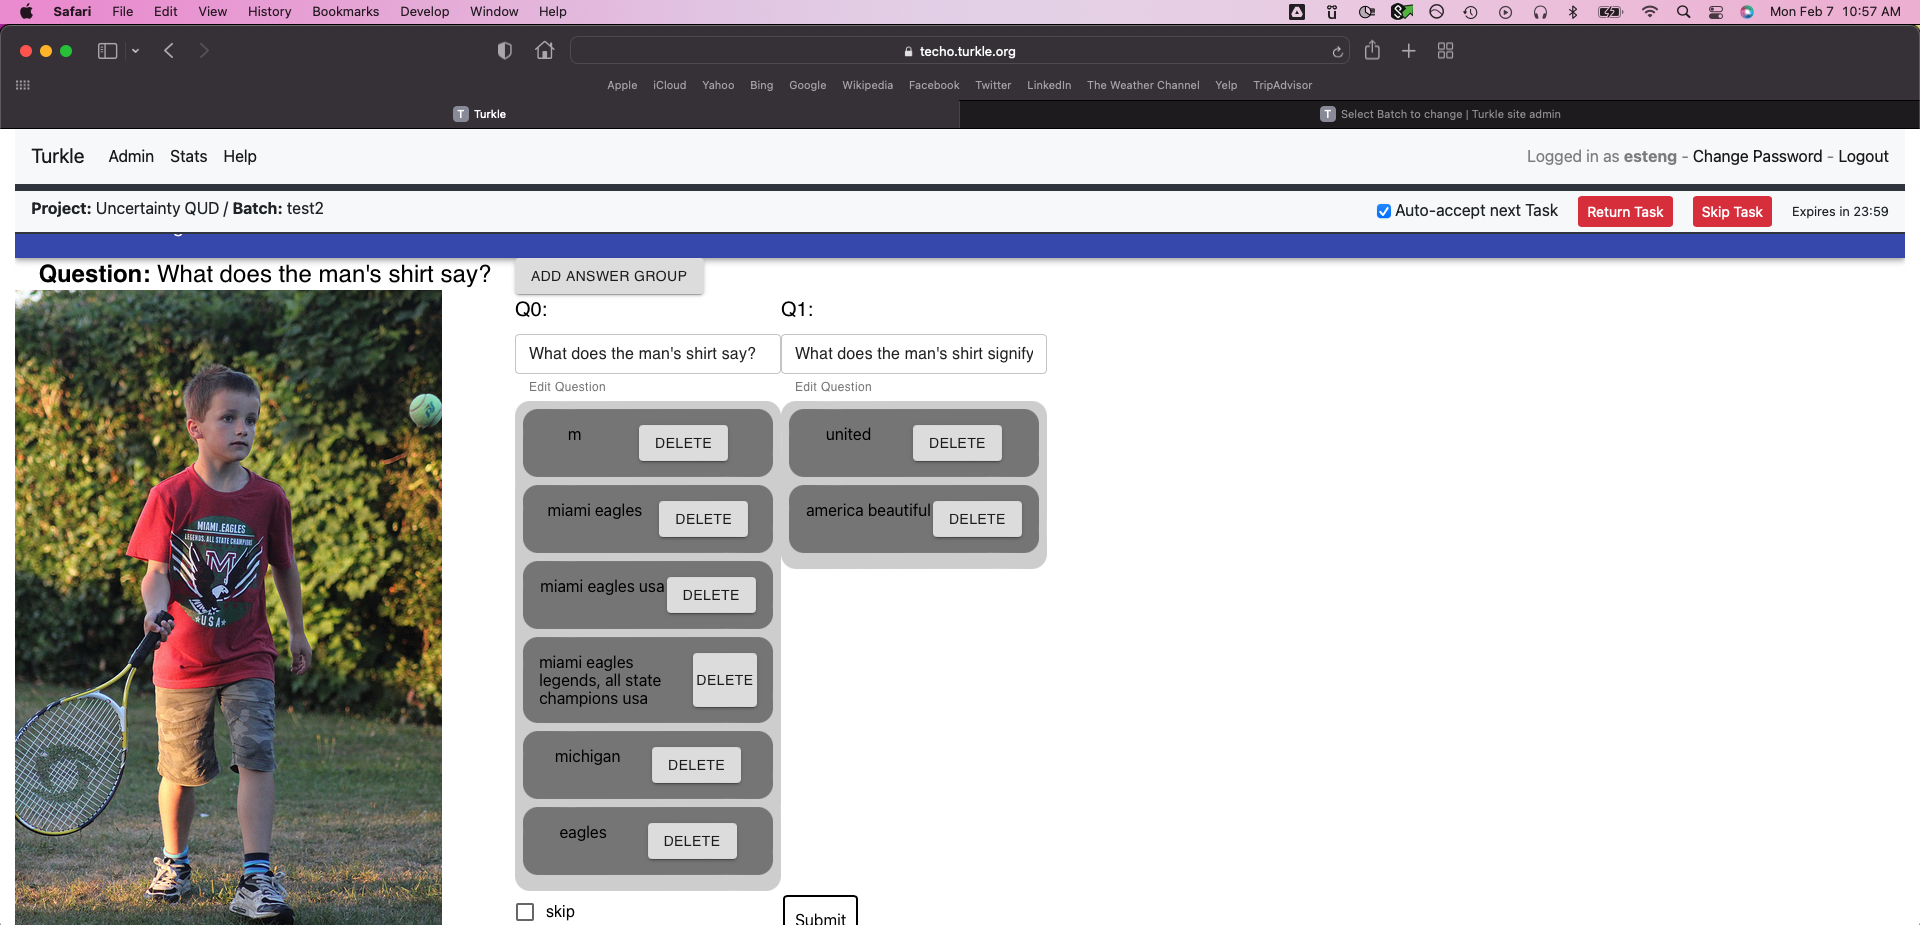 Safari File Edit View History Bookmarks Develop Window Help Mon Feb 7 10:57 AM
techo.turkle.org
Apple iCloud Yahoo Bing Google Wikipedia Facebook Twitter LinkedIn The Weather Channel Yelp TripAdvisor
T Turkle T Select Batch to change | Turkle site admin
Turkle Admin Stats Help Logged in as esteng - Change Password - Logout
Project: Uncertainty QUD / Batch: test2 Auto-accept next Task Return Task Skip Task Expires in 23:59
Question: What does the man's shirt say? ADD ANSWER GROUP
Q0: Q1:
What does the man's shirt say? What does the man's shirt signify
Edit Question Edit Question
m DELETE united DELETE
miami eagles DELETE america beautiful DELETE
miami eagles usa DELETE
miami eagles
legends, all state DELETE
champions usa
michigan DELETE
eagles DELETE
skip Submit
MIAMI.EAGLES
LEGENDS, ALL STATE CHAMPIONS
M
USA